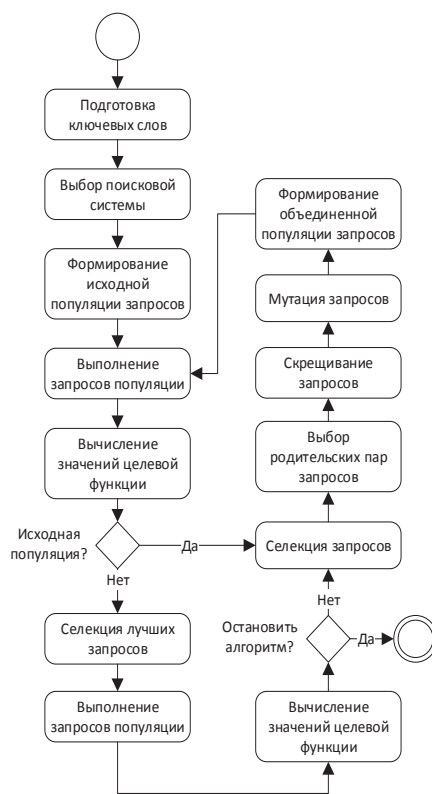 Подготовка
ключевых слов
Выбор поисковой
системы
Формирование
исходной
популяции запросов
Выполнение
запросов популяции
Вычисление
значений целевой
функции
Исходная
популяция?
Да
Нет
Селекция лучших
запросов
Выполнение
запросов популяции
Формирование
объединенной
популяции запросов
Мутация запросов
Скрещивание
запросов
Выбор
родительских пар
запросов
Селекция запросов
Нет
Остановить
алгоритм?
Да
Вычисление
значений целевой
функции